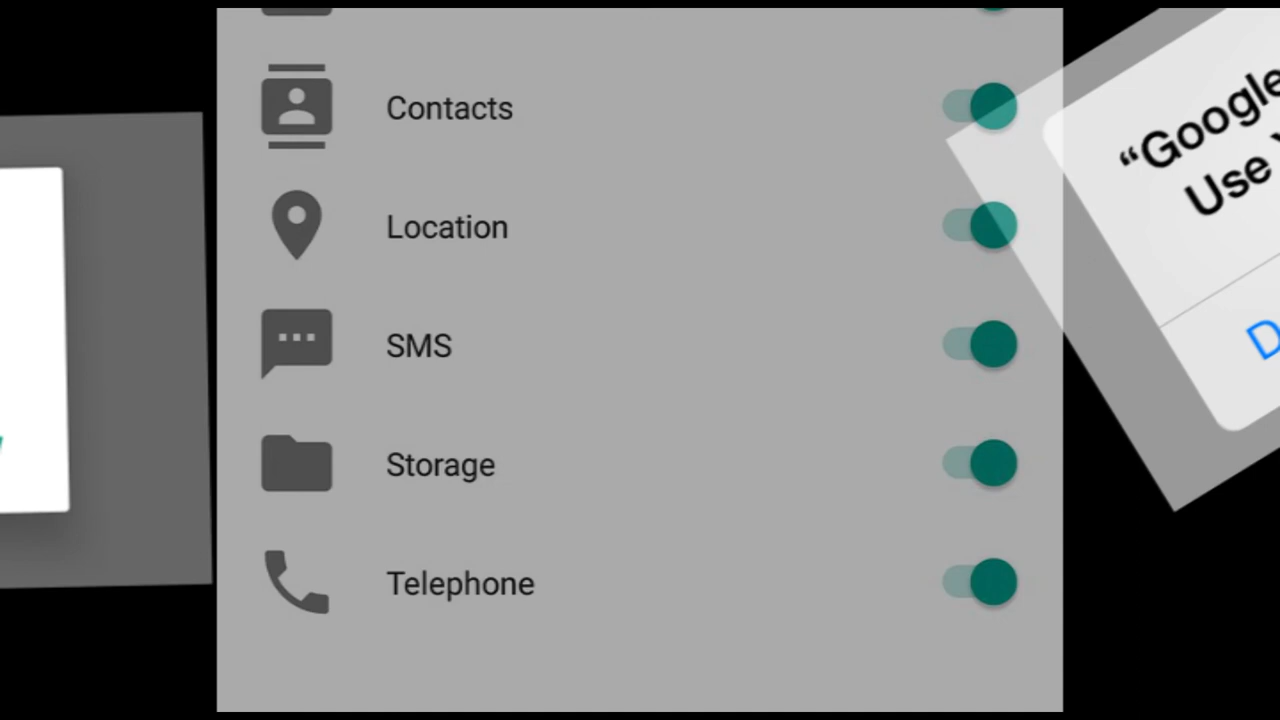 Contacts
Location
SMS
Storage
Telephone
“Google
Use